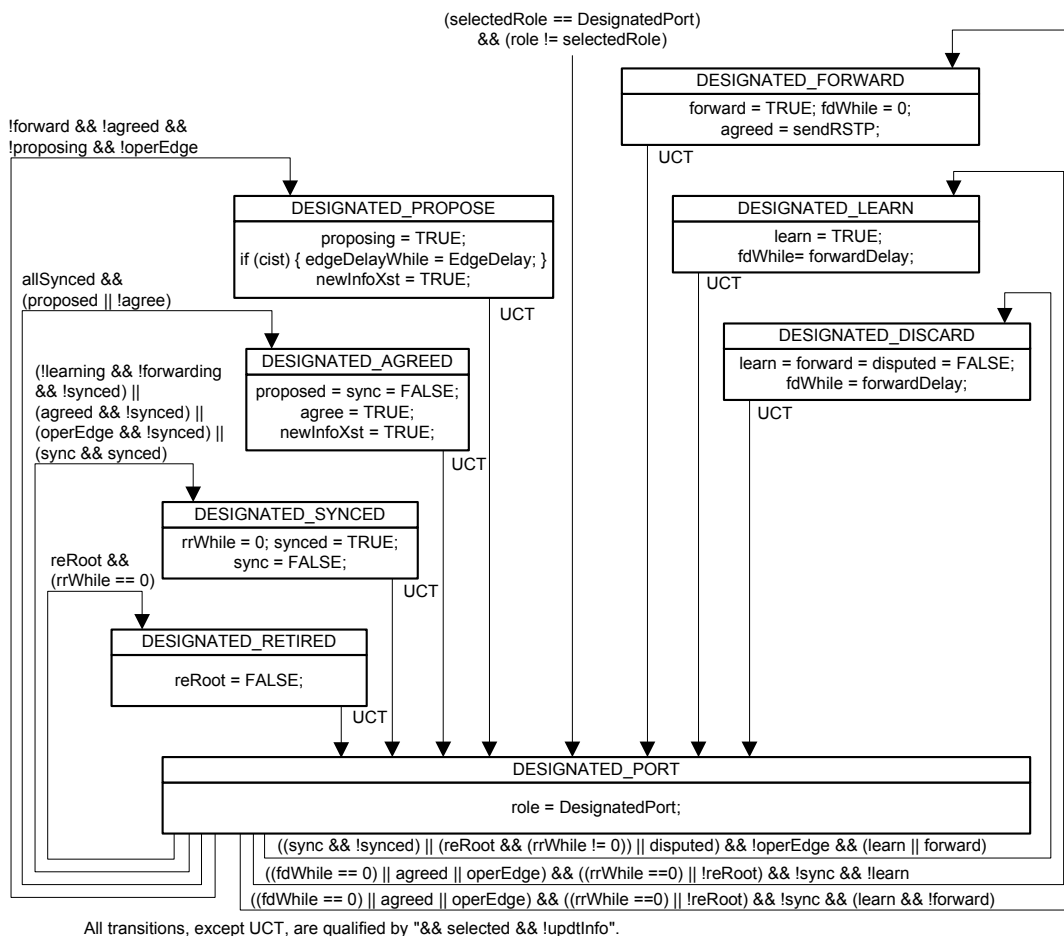 (selectedRole == DesignatedPort)
&& (role != selectedRole)
DESIGNATED_FORWARD
forward = TRUE; fdWhile = 0;
agreed = sendRSTP;
UCT
!forward && !agreed &&
!proposing && !operEdge
DESIGNATED_PROPOSE
proposing = TRUE;
if (cist) { edgeDelayWhile = EdgeDelay; }
newInfoXst = TRUE;
UCT
DESIGNATED_LEARN
learn = TRUE;
fdWhile= forwardDelay;
UCT
allSynced &&
(proposed || !agree)
DESIGNATED_AGREED
proposed = sync = FALSE;
agree = TRUE;
newInfoXst = TRUE;
UCT
DESIGNATED_DISCARD
learn = forward = disputed = FALSE;
fdWhile = forwardDelay;
UCT
(!learning && !forwarding
&& !synced) ||
(agreed && !synced) ||
(operEdge && !synced) ||
(sync && synced)
DESIGNATED_SYNCED
rrWhile = 0; synced = TRUE;
sync = FALSE;
UCT
reRoot &&
(rrWhile == 0)
DESIGNATED_RETIRED
reRoot = FALSE;
UCT
DESIGNATED_PORT
role = DesignatedPort;
((sync && !synced) || (reRoot && (rrWhile != 0)) || disputed) && !operEdge && (learn || forward)
((fdWhile == 0) || agreed || operEdge) && ((rrWhile ==0) || !reRoot) && !sync && !learn
((fdWhile == 0) || agreed || operEdge) && ((rrWhile ==0) || !reRoot) && !sync && (learn && !forward)
All transitions, except UCT, are qualified by "&& selected && !updtInfo".